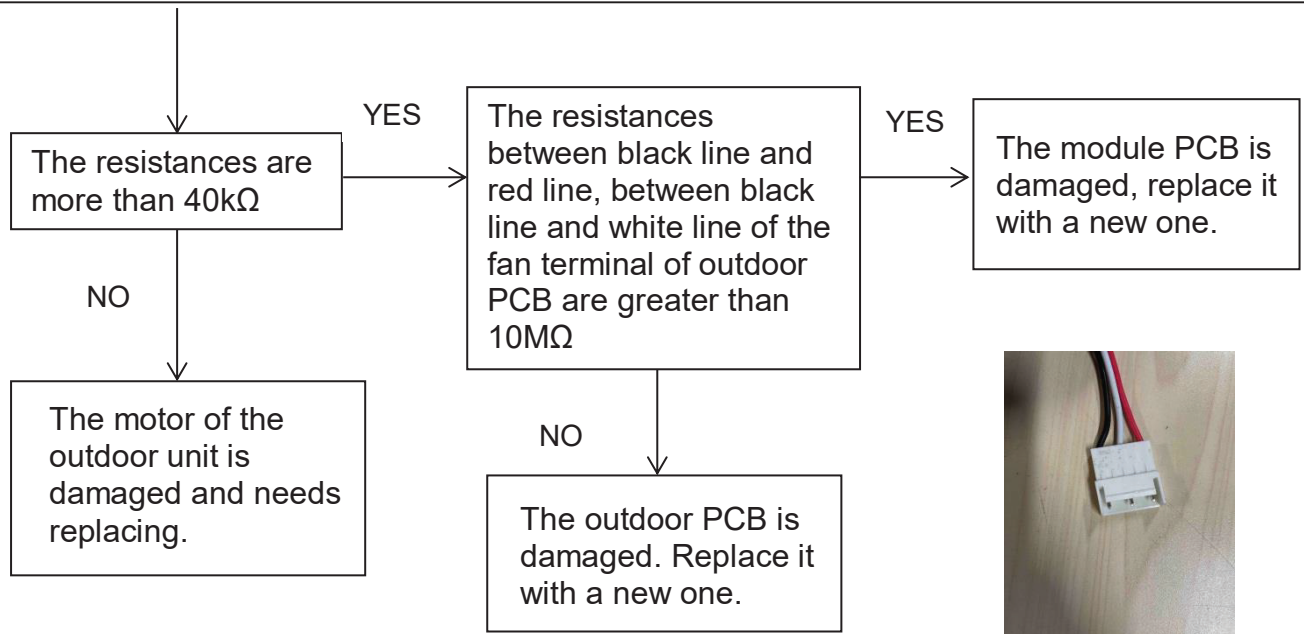 The resistances are
more than 40kΩ
YES
The resistances
between black line and
red line, between black
line and white line of the
fan terminal of outdoor
PCB are greater than
10MΩ
YES
The module PCB is
damaged, replace it
with a new one.
NO
The motor of the
outdoor unit is
damaged and needs
replacing.
NO
The outdoor PCB is
damaged. Replace it
with a new one.